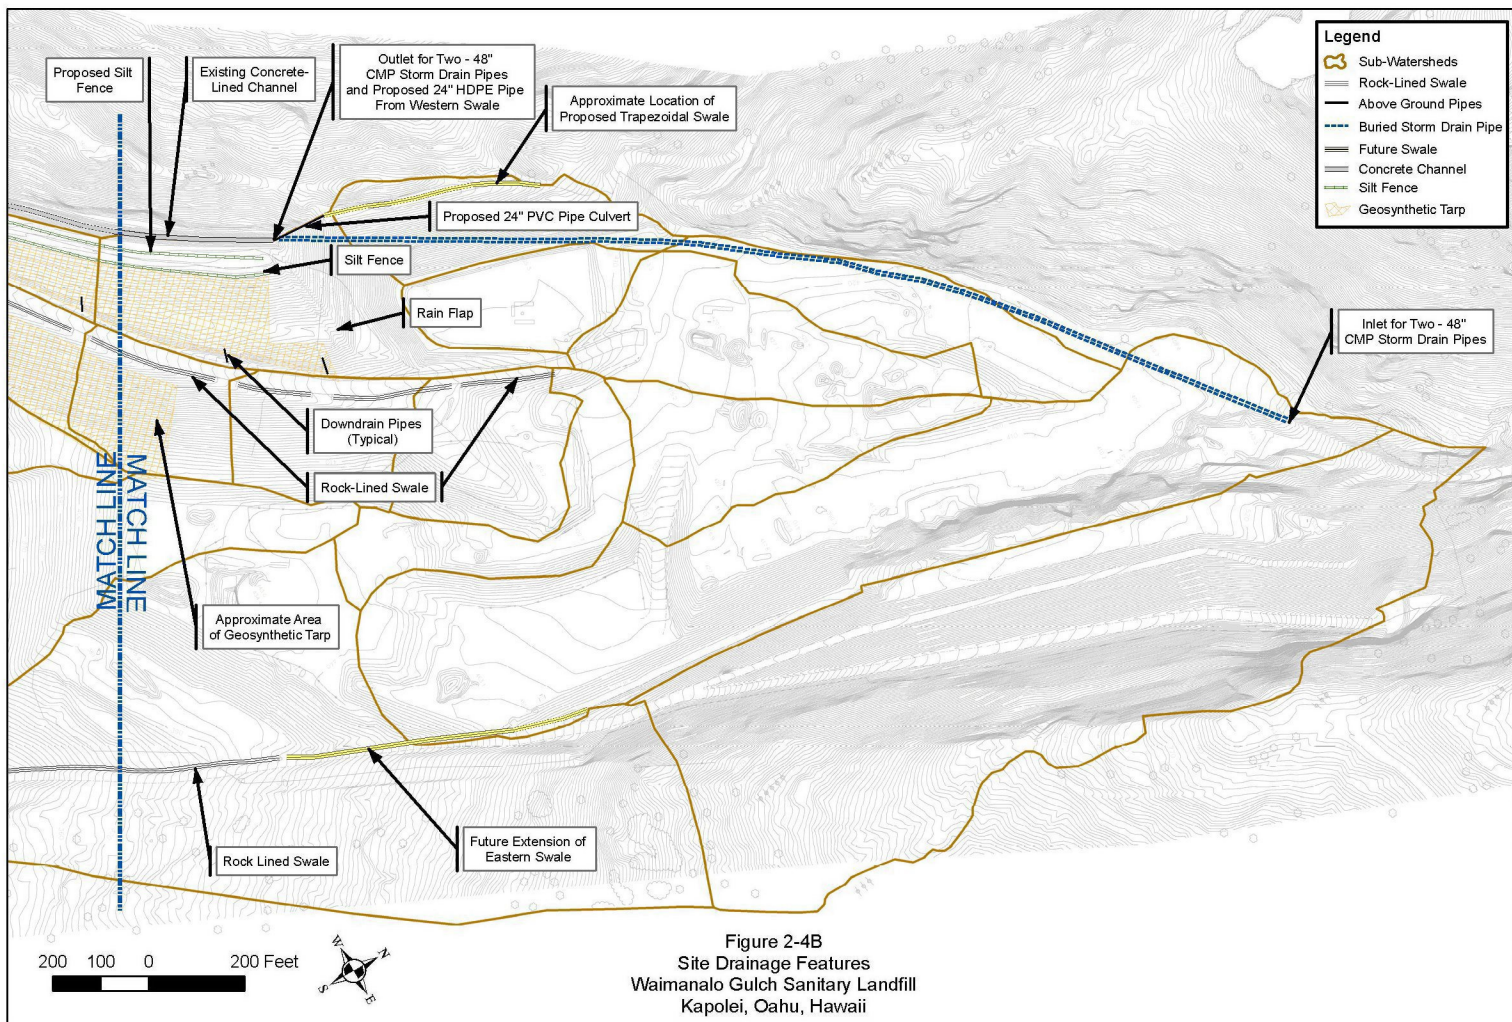 Proposed Silt
Fence
Existing Concrete-
Lined Channel
Outlet for Two - 48"
CMP Storm Drain Pipes
and Proposed 24" HDPE Pipe
From Western Swale
Approximate Location of
Proposed Trapezoidal Swale
Legend
Sub-Watersheds
Rock-Lined Swale
Above Ground Pipes
Buried Storm Drain Pipe
Future Swale
Concrete Channel
Silt Fence
Geosynthetic Tarp
Proposed 24" PVC Pipe Culvert
Silt Fence
Rain Flap
Inlet for Two - 48"
CMP Storm Drain Pipes
Downdrain Pipes
(Typical)
Rock-Lined Swale
MATCH LINE
MATCH LINE
Approximate Area
of Geosynthetic Tarp
Rock Lined Swale
Future Extension of
Eastern Swale
200 100 0 200 Feet
W
N
S
E
Figure 2-4B
Site Drainage Features
Waimanalo Gulch Sanitary Landfill
Kapolei, Oahu, Hawaii